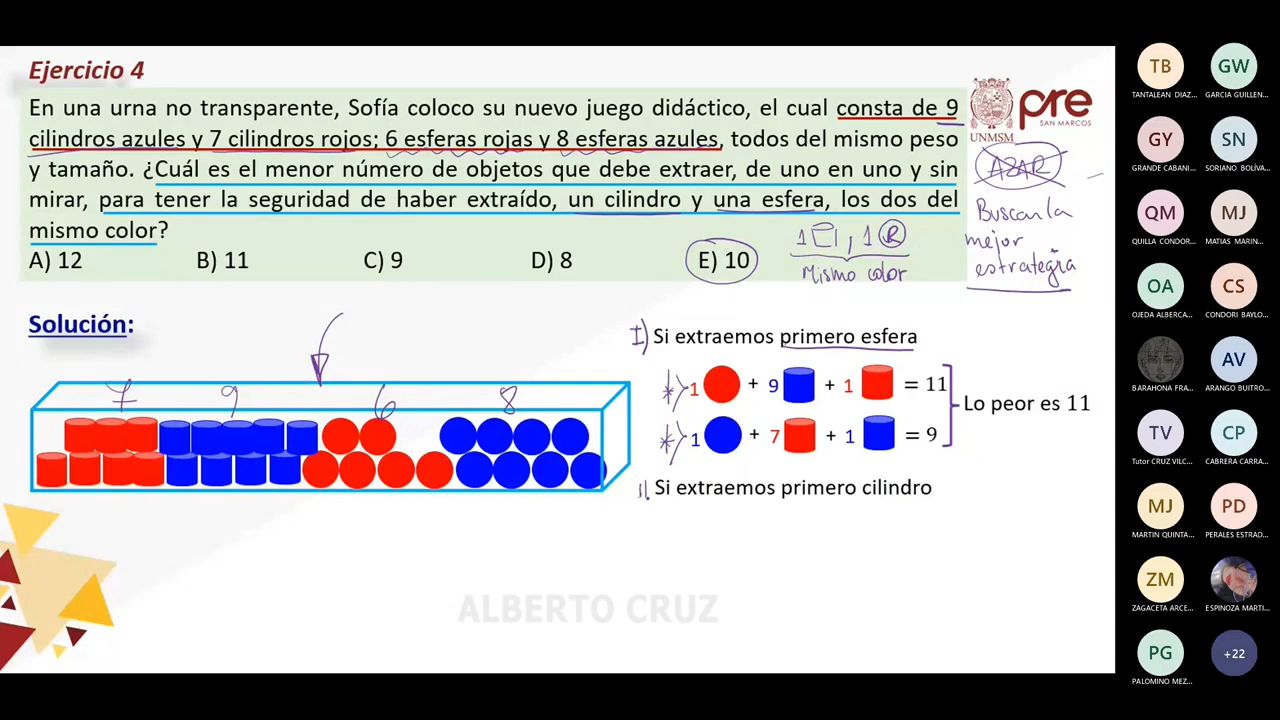 Ejercicio 4
En una urna no transparente, Sofía coloco su nuevo juego didáctico, el cual consta de 9
cilindros azules y 7 cilindros rojos; 6 esferas rojas y 8 esferas azules, todos del mismo peso
y tamaño. ¿Cuál es el menor número de objetos que debe extraer, de uno en uno y sin
mirar, para tener la seguridad de haber extraído, un cilindro y una esfera, los dos del
mismo color?
A) 12 B) 11 C) 9 D) 8 E) 10
1 , 1 R
Mismo color
UNMSM
pre
SAN MARCOS
AZAR
Buscar la
mejor
estrategia
Solución:
7 9 6 8
I) Si extraemos primero esfera
1 + 9 + 1 = 11
1 + 7 + 1 = 9
Lo peor es 11
II. Si extraemos primero cilindro
ALBERTO CRUZ
TB GW
TANTALEAN DIAZ... GARCIA GUILLEN...
GY SN
GRANDE CABANI... SORIANO BOLÍVA...
QM MJ
QUILLA CONDOR... MATIAS MARIN...
OA CS
OJEDA ALBERCA... CONDORI BAYLO...
AV
BARAHONA FRA... ARANGO BUITRO...
TV CP
Tutor CRUZ VILC... CABRERA CARRA...
MJ PD
MARTIN QUINTA... PERALES ESTRAD...
ZM
ZAGACETA ARCE... ESPINOZA MARTI...
PG +22
PALOMINO MEZ...